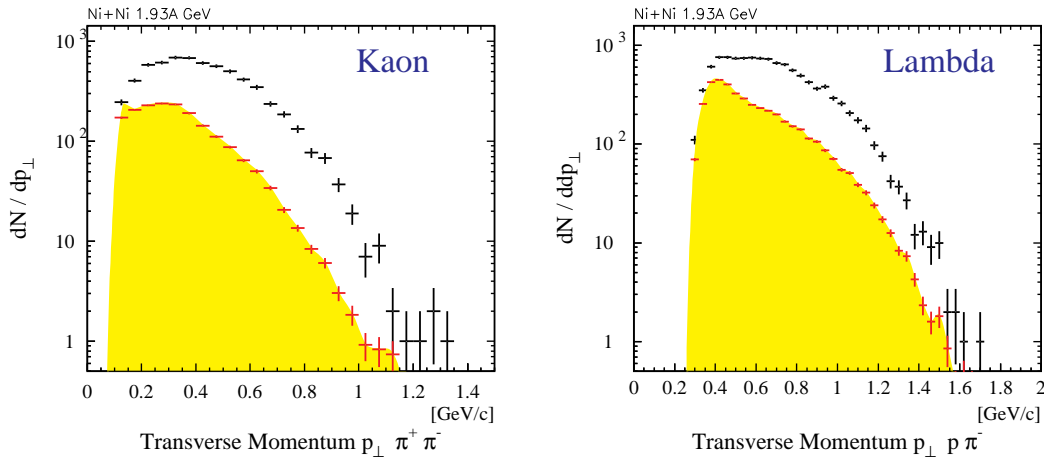 Ni+Ni 1.93A GeV
Kaon
dN / dp⊥
10³
10²
10
1
0 0.2 0.4 0.6 0.8 1 1.2 1.4
[GeV/c]
Transverse Momentum p⊥ π⁺ π⁻
Ni+Ni 1.93A GeV
Lambda
dN / ddp⊥
10³
10²
10
1
0 0.2 0.4 0.6 0.8 1 1.2 1.4 1.6 1.8 2
[GeV/c]
Transverse Momentum p⊥ p π⁻